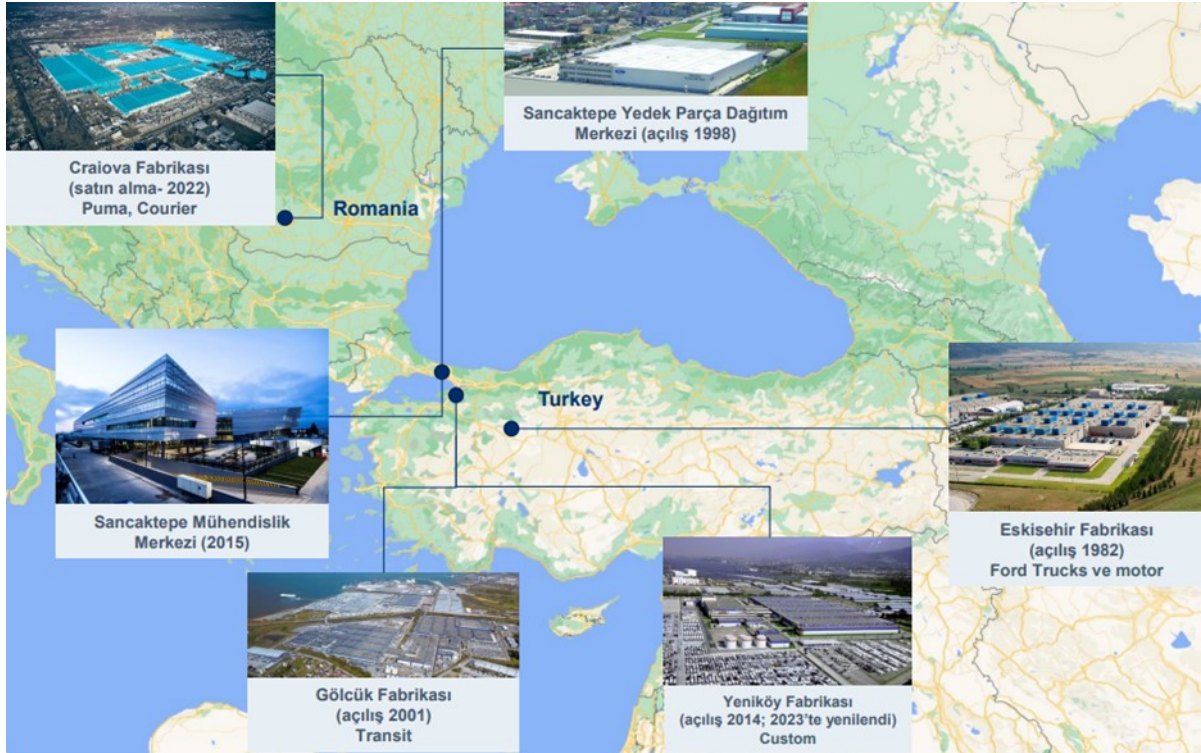 Craiova Fabrikası
(satın alma- 2022)
Puma, Courier
Sancaktepe Yedek Parça Dağıtım
Merkezi (açılış 1998)
Romania
Turkey
Sancaktepe Mühendislik
Merkezi (2015)
Eskisehir Fabrikası
(açılış 1982)
Ford Trucks ve motor
Gölcük Fabrikası
(açılış 2001)
Transit
Yeniköy Fabrikası
(açılış 2014; 2023’te yenilendi)
Custom